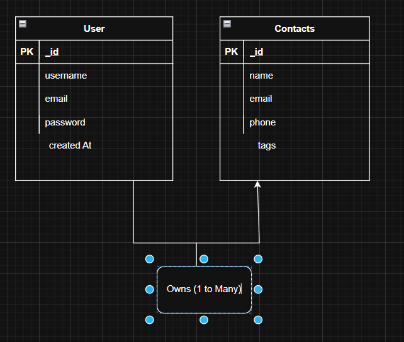 User
PK _id
username
email
password
created At
Contacts
PK _id
name
email
phone
tags
Owns (1 to Many)